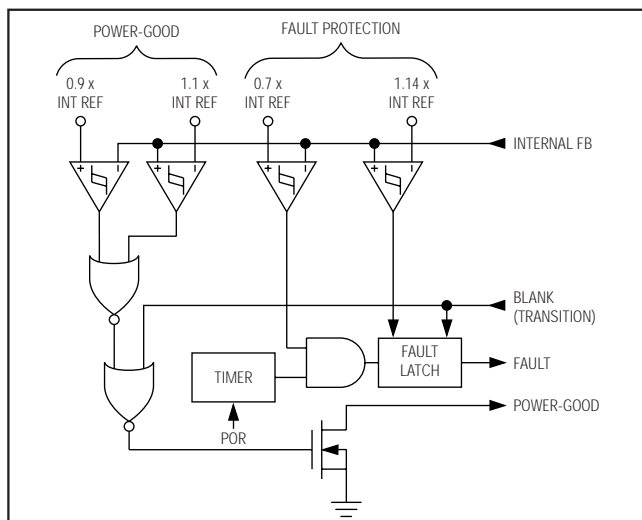 POWER-GOOD
FAULT PROTECTION
0.9 x
INT REF
1.1 x
INT REF
0.7 x
INT REF
1.14 x
INT REF
INTERNAL FB
+
-
+
-
+
-
+
-
BLANK
(TRANSITION)
TIMER
FAULT
LATCH
FAULT
POWER-GOOD
POR